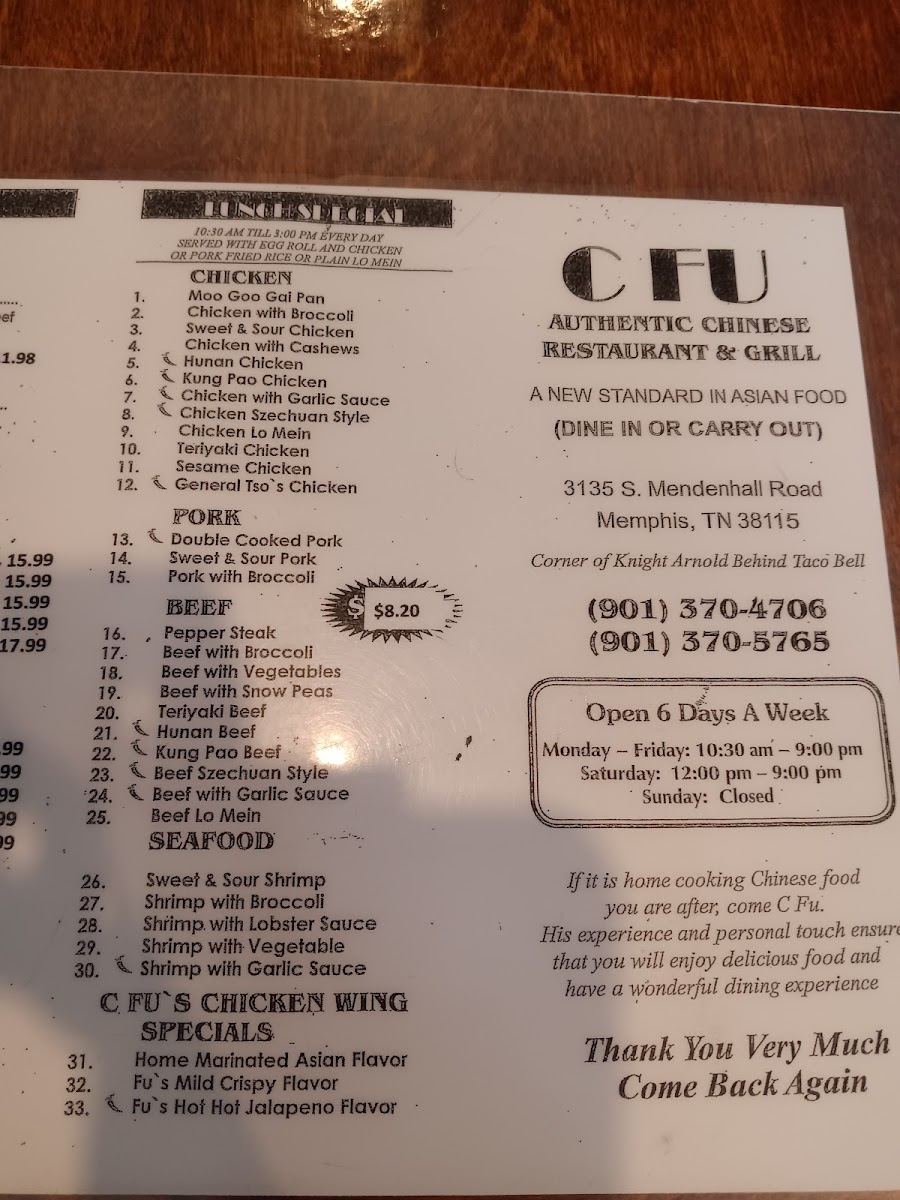 ef
1.98
15.99
15.99
15.99
15.99
17.99
.99
99
99
99
99
LUNCH SPECIAL
10:30 AM TILL 3:00 PM EVERY DAY
SERVED WITH EGG ROLL AND CHICKEN
OR PORK FRIED RICE OR PLAIN LO MEIN
CHICKEN
1. Moo Goo Gai Pan
2. Chicken with Broccoli
3. Sweet & Sour Chicken
4. Chicken with Cashews
5. Hunan Chicken
6. Kung Pao Chicken
7. Chicken with Garlic Sauce
8. Chicken Szechuan Style
9. Chicken Lo Mein
10. Teriyaki Chicken
11. Sesame Chicken
12. General Tso`s Chicken
PORK
13. Double Cooked Pork
14. Sweet & Sour Pork
15. Pork with Broccoli
BEEF
$ $8.20
16. Pepper Steak
17. Beef with Broccoli
18. Beef with Vegetables
19. Beef with Snow Peas
20. Teriyaki Beef
21. Hunan Beef
22. Kung Pao Beef
23. Beef Szechuan Style
24. Beef with Garlic Sauce
25. Beef Lo Mein
SEAFOOD
26. Sweet & Sour Shrimp
27. Shrimp with Broccoli
28. Shrimp with Lobster Sauce
29. Shrimp with Vegetable
30. Shrimp with Garlic Sauce
C FU`S CHICKEN WING
SPECIALS
31. Home Marinated Asian Flavor
32. Fu`s Mild Crispy Flavor
33. Fu`s Hot Hot Jalapeno Flavor
C FU
AUTHENTIC CHINESE
RESTAURANT & GRILL
A NEW STANDARD IN ASIAN FOOD
(DINE IN OR CARRY OUT)
3135 S. Mendenhall Road
Memphis, TN 38115
Corner of Knight Arnold Behind Taco Bell
(901) 370-4706
(901) 370-5765
Open 6 Days A Week
Monday – Friday: 10:30 am – 9:00 pm
Saturday: 12:00 pm – 9:00 pm
Sunday: Closed
If it is home cooking Chinese food
you are after, come C Fu.
His experience and personal touch ensure
that you will enjoy delicious food and
have a wonderful dining experience
Thank You Very Much
Come Back Again